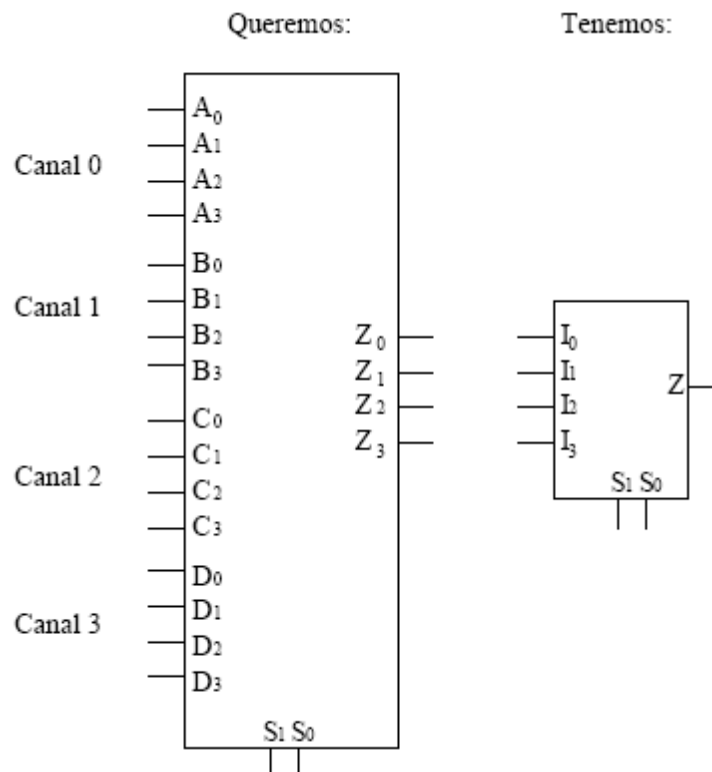 Queremos:
Tenemos:
Canal 0
A0
A1
A2
A3
Canal 1
B0
B1
B2
B3
Canal 2
C0
C1
C2
C3
Canal 3
D0
D1
D2
D3
Z0
Z1
Z2
Z3
S1 S0
I0
I1
I2
I3
Z
S1 S0